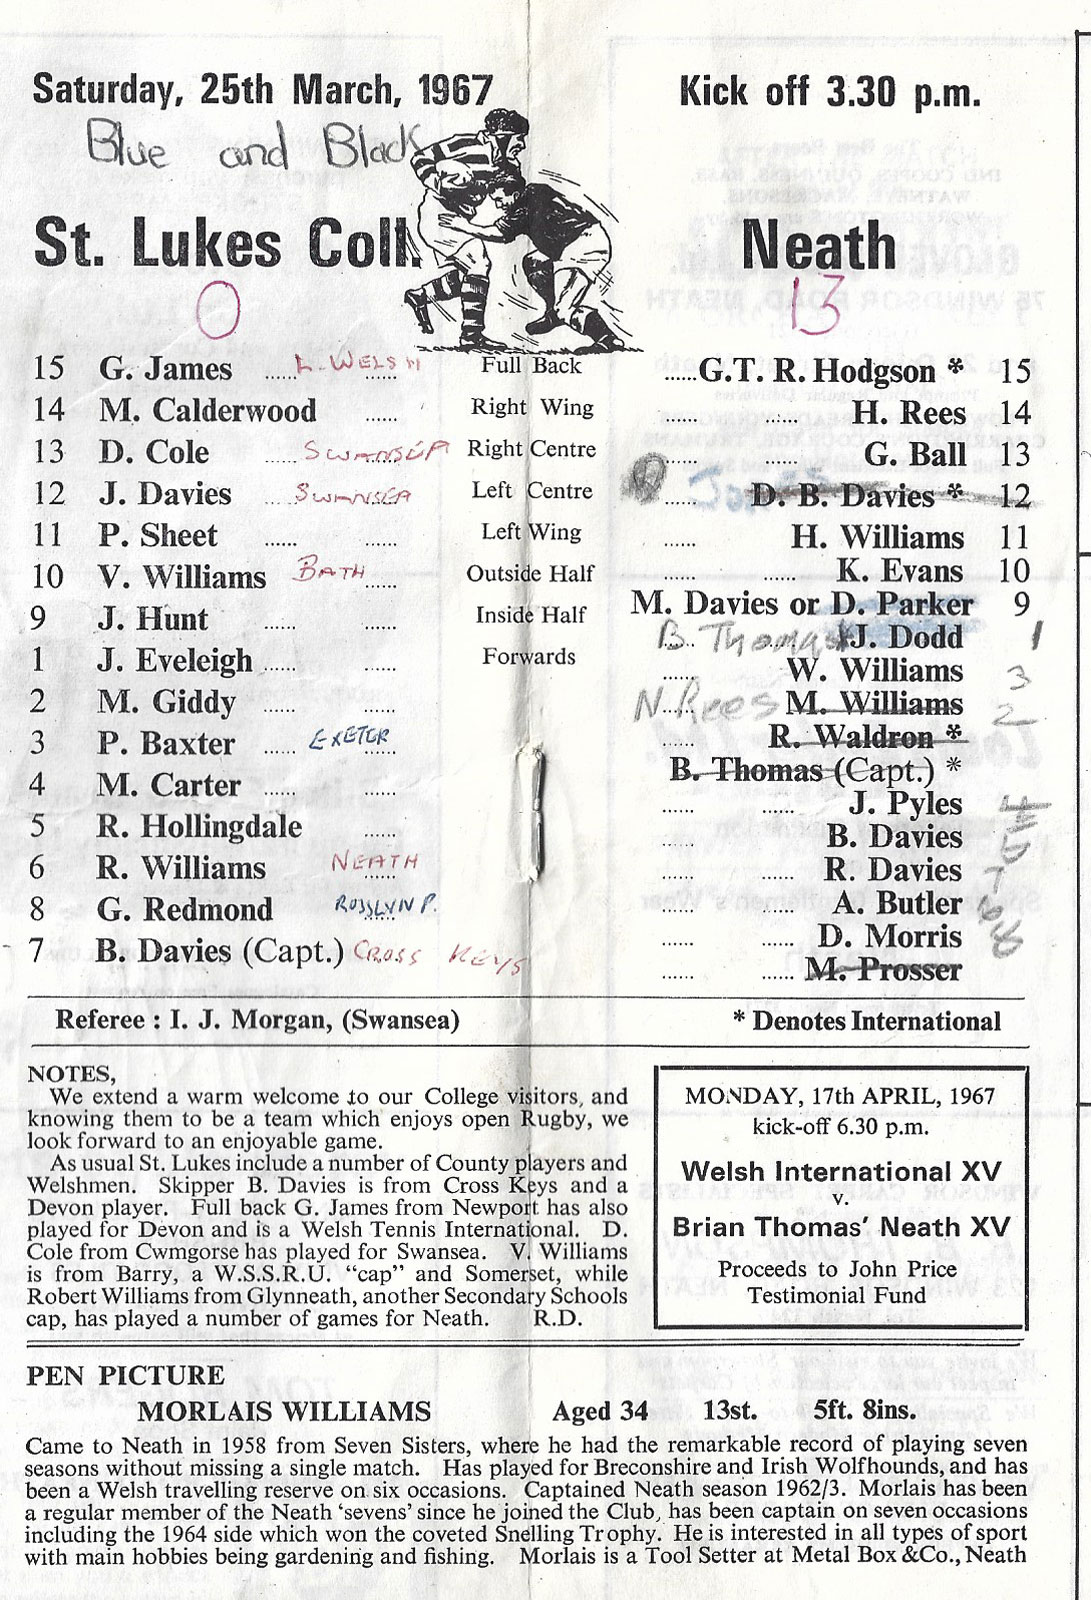 Saturday, 25th March, 1967 Kick off 3.30 p.m.
Blue and Black
St. Lukes Coll. Neath
0 13
15 G. James ...... L. WELSH ...... Full Back ......G.T. R. Hodgson * 15
14 M. Calderwood ...... Right Wing ...... ...... H. Rees 14
13 D. Cole ...... SWANSEA Right Centre ...... ...... G. Ball 13
12 J. Davies ...... SWANSEA Left Centre ...... D. B. Davies * 12
11 P. Sheet ...... ...... Left Wing ...... H. Williams 11
10 V. Williams BATH ...... Outside Half ...... ...... K. Evans 10
9 J. Hunt ...... ...... Inside Half M. Davies or D. Parker 9
B. Thomas J. Dodd 1
1 J. Eveleigh ...... ...... Forwards ...... W. Williams 3
2 M. Giddy ...... ...... N. Rees M. Williams 2
3 P. Baxter ...... EXETER ...... R. Waldron *
4 M. Carter ...... ...... B. Thomas (Capt.) *
...... ...... J. Pyles 4
5 R. Hollingdale ...... ...... ...... B. Davies 5
6 R. Williams NEATH ...... R. Davies 7
8 G. Redmond ROSSLYN P. ...... ...... A. Butler 6
7 B. Davies (Capt.) CROSS KEYS ...... ...... D. Morris 8
...... ...... M. Prosser
Referee : I. J. Morgan, (Swansea) * Denotes International
NOTES,
We extend a warm welcome to our College visitors, and
knowing them to be a team which enjoys open Rugby, we
look forward to an enjoyable game.
As usual St. Lukes include a number of County players and
Welshmen. Skipper B. Davies is from Cross Keys and a
Devon player. Full back G. James from Newport has also
played for Devon and is a Welsh Tennis International. D.
Cole from Cwmgorse has played for Swansea. V. Williams
is from Barry, a W.S.S.R.U. "cap" and Somerset, while
Robert Williams from Glynneath, another Secondary Schools
cap, has played a number of games for Neath. R.D.
MONDAY, 17th APRIL, 1967
kick-off 6.30 p.m.
Welsh International XV
v.
Brian Thomas' Neath XV
Proceeds to John Price
Testimonial Fund
PEN PICTURE
MORLAIS WILLIAMS Aged 34 13st. 5ft. 8ins.
Came to Neath in 1958 from Seven Sisters, where he had the remarkable record of playing seven
seasons without missing a single match. Has played for Breconshire and Irish Wolfhounds, and has
been a Welsh travelling reserve on six occasions. Captained Neath season 1962/3. Morlais has been
a regular member of the Neath 'sevens' since he joined the Club, has been captain on seven occasions
including the 1964 side which won the coveted Snelling Trophy. He is interested in all types of sport
with main hobbies being gardening and fishing. Morlais is a Tool Setter at Metal Box &Co., Neath